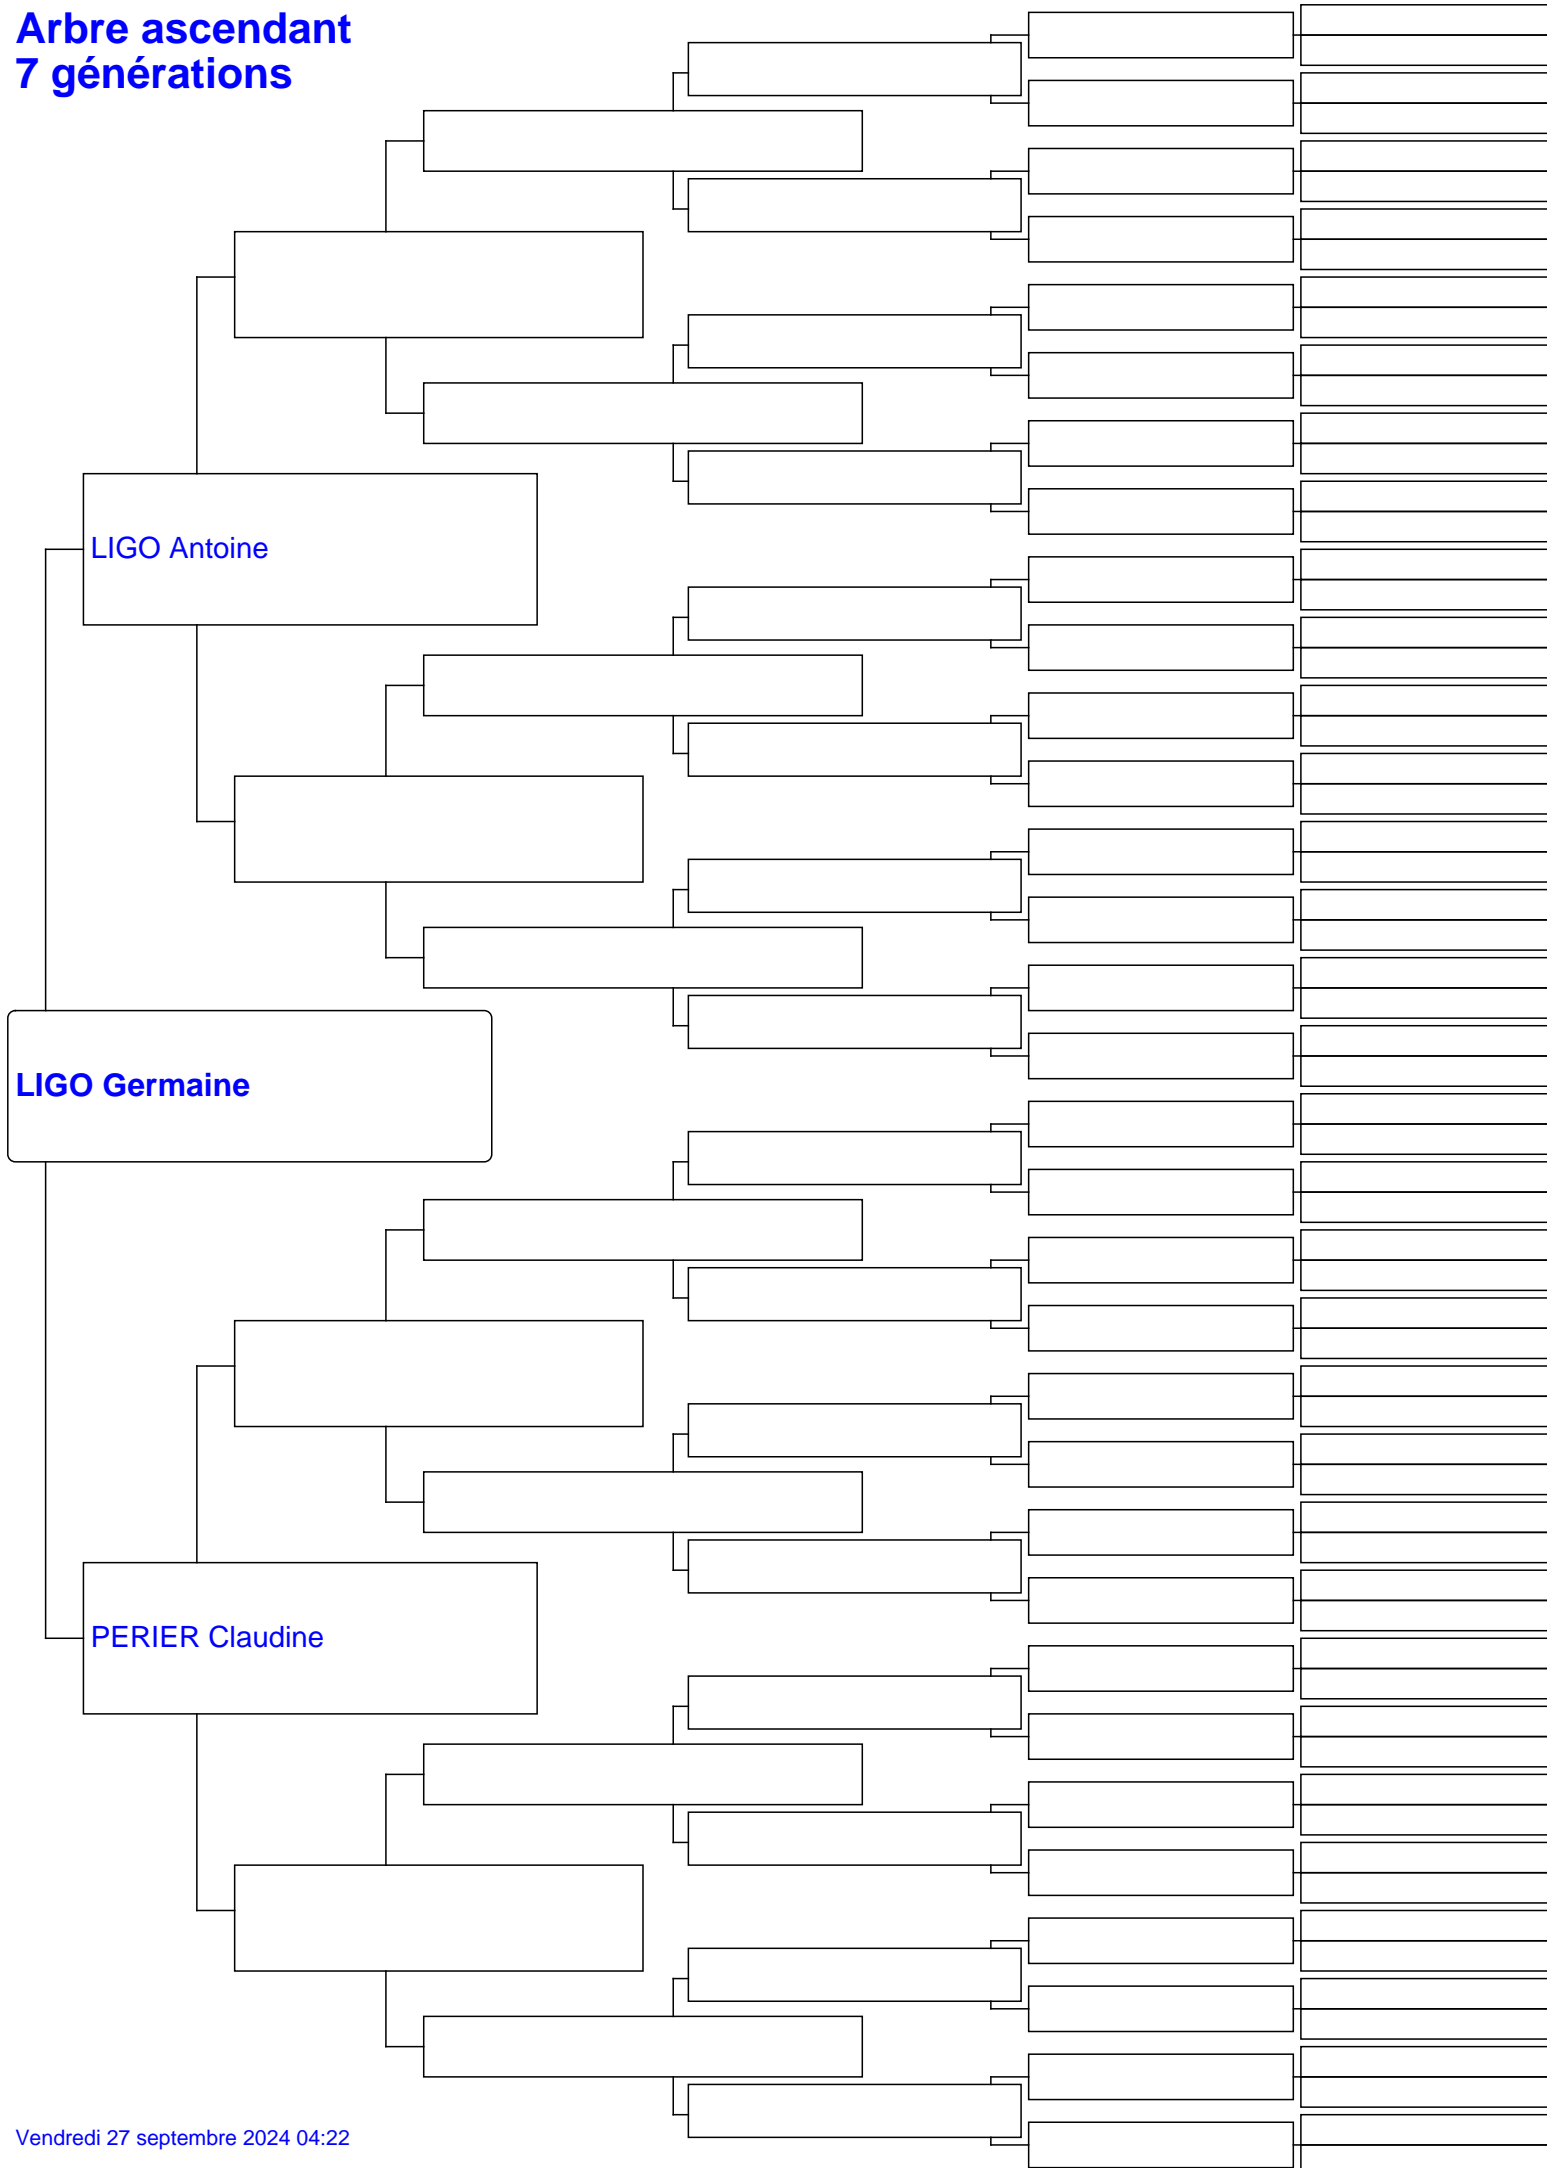 Arbre ascendant
7 générations
LIGO Antoine
LIGO Germaine
PERIER Claudine
Vendredi 27 septembre 2024 04:22